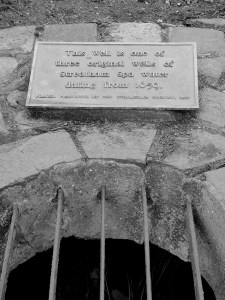 This Well is one of
three original wells of
Streatham Spa water
dating from 1659.